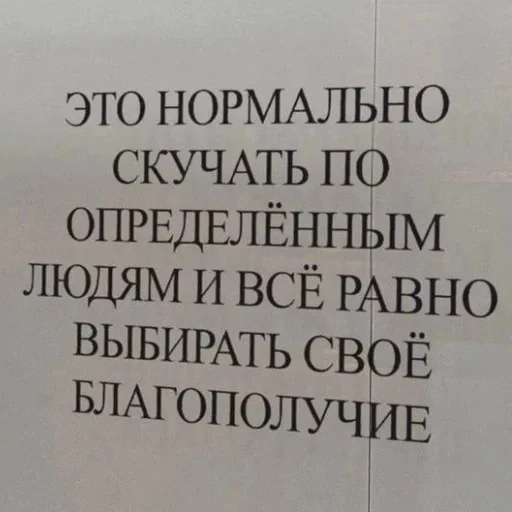 ЭТО НОРМАЛЬНО
СКУЧАТЬ ПО
ОПРЕДЕЛЁННЫМ
ЛЮДЯМ И ВСЁ РАВНО
ВЫБИРАТЬ СВОЁ
БЛАГОПОЛУЧИЕ